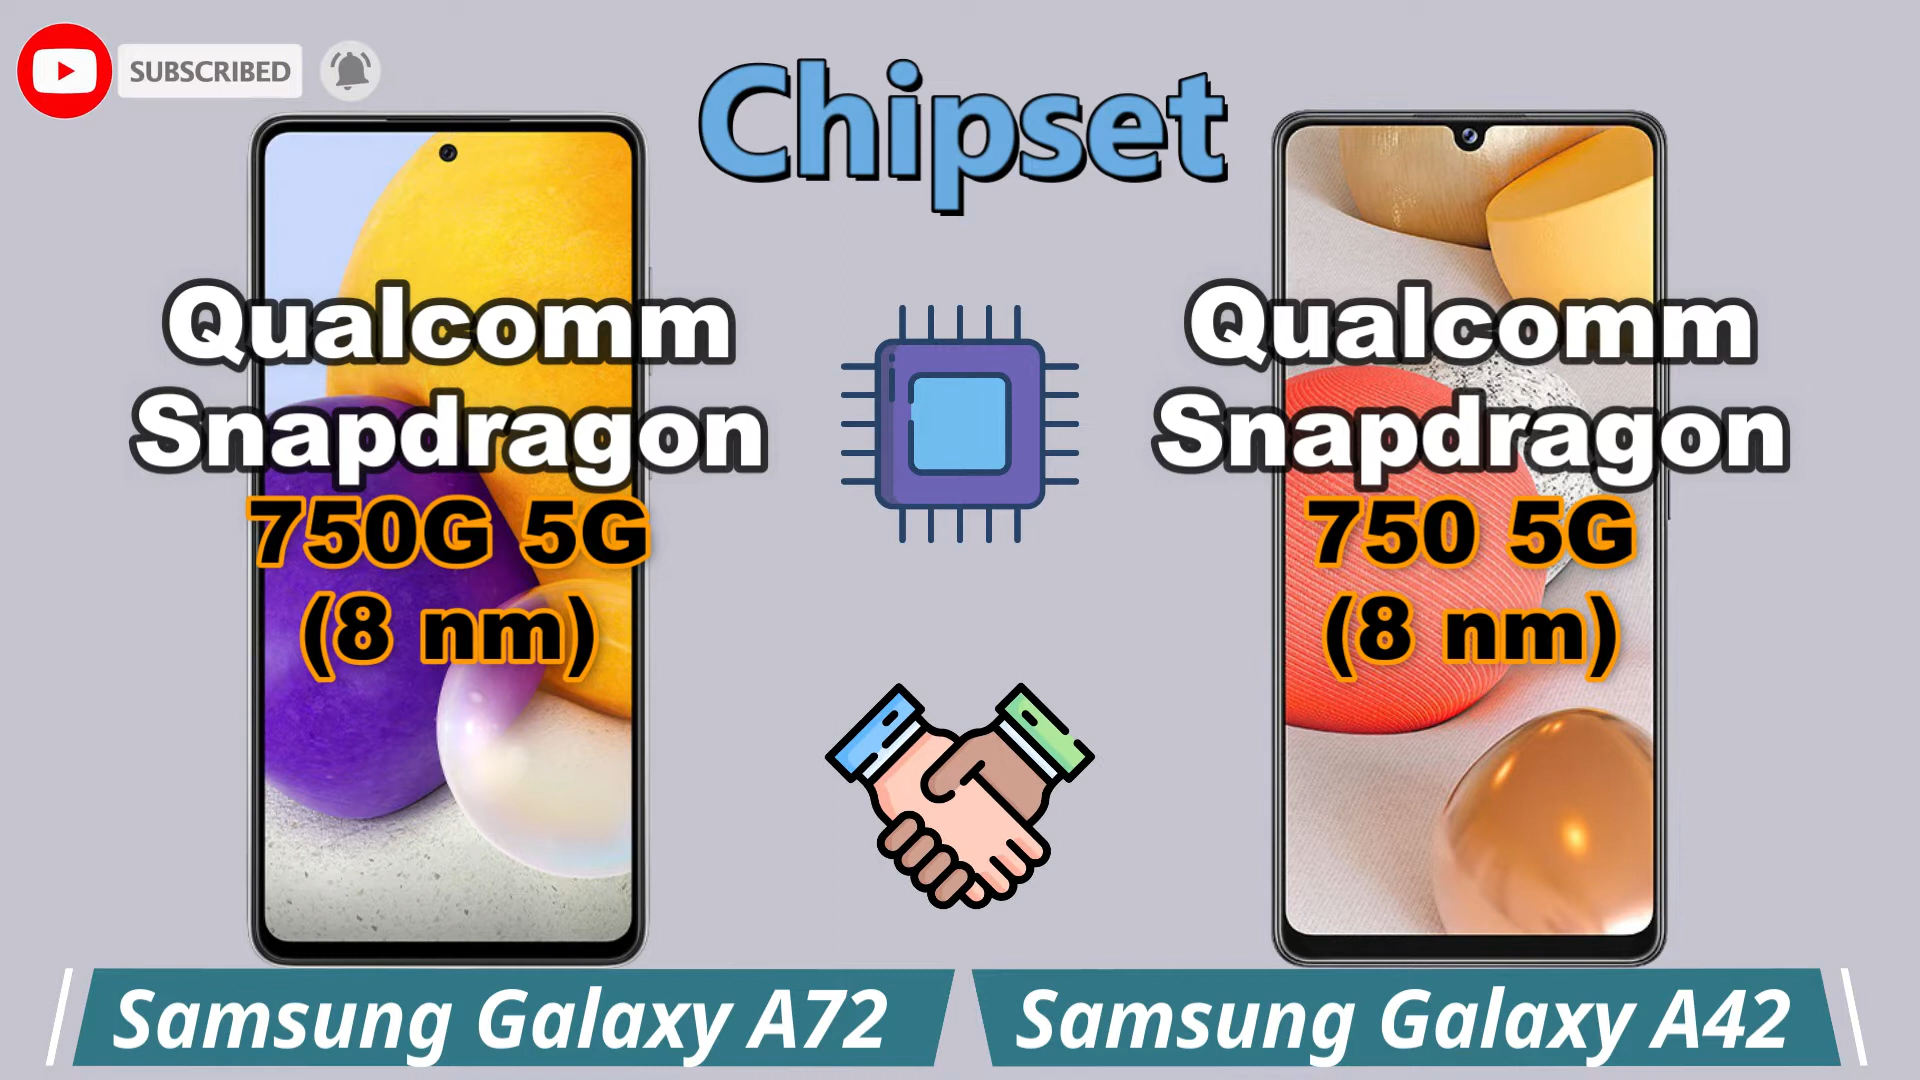 SUBSCRIBED
Chipset
Qualcomm
Snapdragon
750G 5G
(8 nm)
Qualcomm
Snapdragon
750 5G
(8 nm)
Samsung Galaxy A72
Samsung Galaxy A42